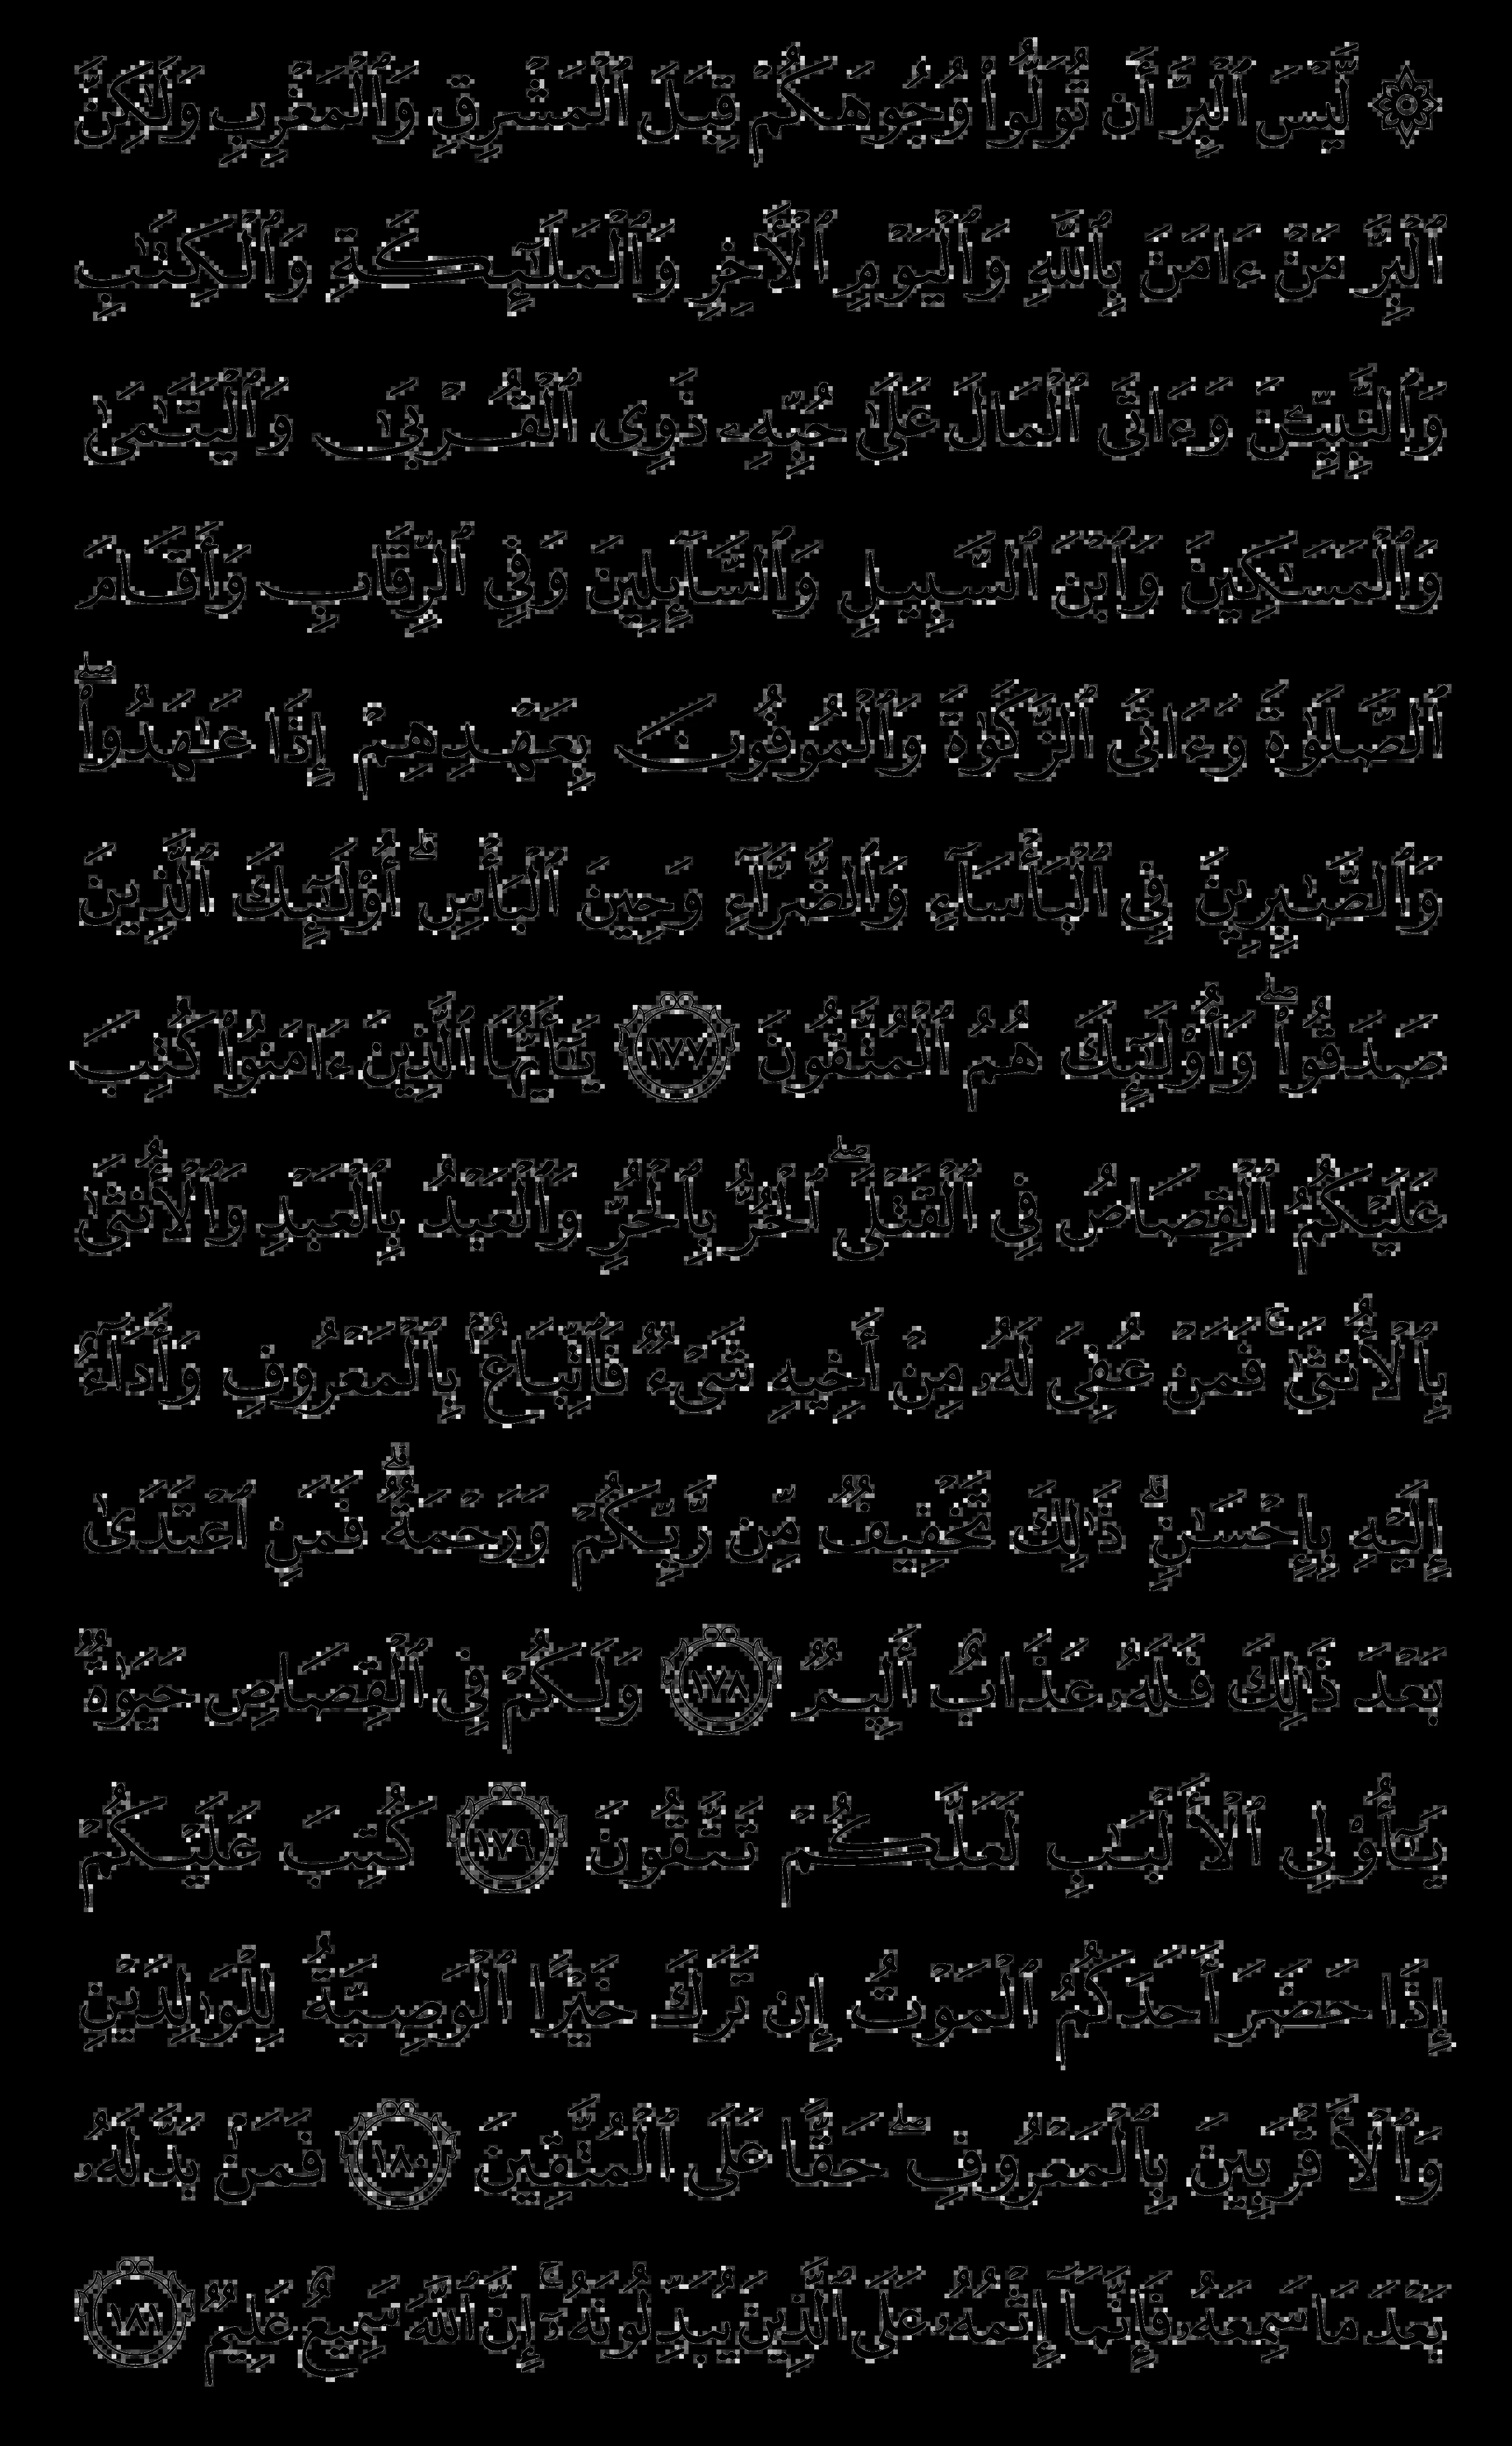 ۞ لَّيْسَ ٱلْبِرَّ أَن تُوَلُّوا۟ وُجُوهَكُمْ قِبَلَ ٱلْمَشْرِقِ وَٱلْمَغْرِبِ وَلَـٰكِنَّ
ٱلْبِرَّ مَنْ ءَامَنَ بِٱللَّهِ وَٱلْيَوْمِ ٱلْـَٔاخِرِ وَٱلْمَلَـٰٓئِكَةِ وَٱلْكِتَـٰبِ
وَٱلنَّبِيِّـۧنَ وَءَاتَى ٱلْمَالَ عَلَىٰ حُبِّهِۦ ذَوِى ٱلْقُرْبَىٰ وَٱلْيَتَـٰمَىٰ
وَٱلْمَسَـٰكِينَ وَٱبْنَ ٱلسَّبِيلِ وَٱلسَّآئِلِينَ وَفِى ٱلرِّقَابِ وَأَقَامَ
ٱلصَّلَوٰةَ وَءَاتَى ٱلزَّكَوٰةَ وَٱلْمُوفُونَ بِعَهْدِهِمْ إِذَا عَـٰهَدُوا۟ ۖ
وَٱلصَّـٰبِرِينَ فِى ٱلْبَأْسَآءِ وَٱلضَّرَّآءِ وَحِينَ ٱلْبَأْسِ ۗ أُو۟لَـٰٓئِكَ ٱلَّذِينَ
صَدَقُوا۟ ۖ وَأُو۟لَـٰٓئِكَ هُمُ ٱلْمُتَّقُونَ ١٧٧ يَـٰٓأَيُّهَا ٱلَّذِينَ ءَامَنُوا۟ كُتِبَ
عَلَيْكُمُ ٱلْقِصَاصُ فِى ٱلْقَتْلَى ۖ ٱلْحُرُّ بِٱلْحُرِّ وَٱلْعَبْدُ بِٱلْعَبْدِ وَٱلْأُنثَىٰ
بِٱلْأُنثَىٰ ۚ فَمَنْ عُفِىَ لَهُۥ مِنْ أَخِيهِ شَىْءٌ فَٱتِّبَاعٌۢ بِٱلْمَعْرُوفِ وَأَدَآءٌ
إِلَيْهِ بِإِحْسَـٰنٍ ۗ ذَٰلِكَ تَخْفِيفٌ مِّن رَّبِّكُمْ وَرَحْمَةٌ ۗ فَمَنِ ٱعْتَدَىٰ
بَعْدَ ذَٰلِكَ فَلَهُۥ عَذَابٌ أَلِيمٌ ١٧٨ وَلَكُمْ فِى ٱلْقِصَاصِ حَيَوٰةٌ
يَـٰٓأُو۟لِى ٱلْأَلْبَـٰبِ لَعَلَّكُمْ تَتَّقُونَ ١٧٩ كُتِبَ عَلَيْكُمْ
إِذَا حَضَرَ أَحَدَكُمُ ٱلْمَوْتُ إِن تَرَكَ خَيْرًا ٱلْوَصِيَّةُ لِلْوَٰلِدَيْنِ
وَٱلْأَقْرَبِينَ بِٱلْمَعْرُوفِ ۖ حَقًّا عَلَى ٱلْمُتَّقِينَ ١٨٠ فَمَنۢ بَدَّلَهُۥ
بَعْدَ مَا سَمِعَهُۥ فَإِنَّمَآ إِثْمُهُۥ عَلَى ٱلَّذِينَ يُبَدِّلُونَهُۥٓ ۚ إِنَّ ٱللَّهَ سَمِيعٌ عَلِيمٌ ١٨١